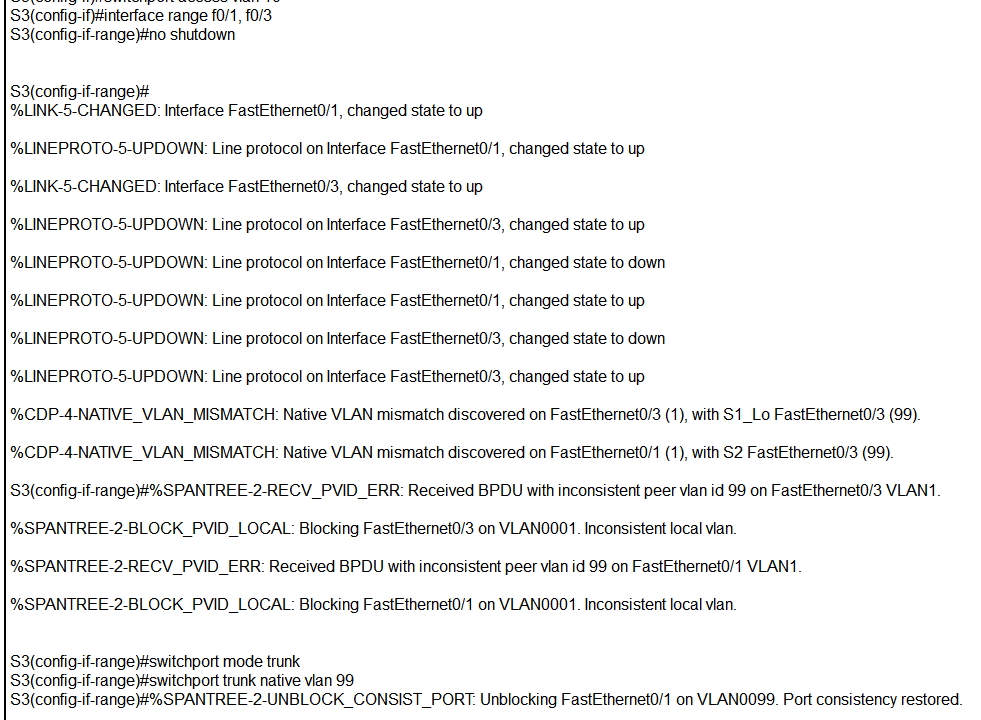 S3(config-if)#interface range f0/1, f0/3
S3(config-if-range)#no shutdown
S3(config-if-range)#
%LINK-5-CHANGED: Interface FastEthernet0/1, changed state to up
%LINEPROTO-5-UPDOWN: Line protocol on Interface FastEthernet0/1, changed state to up
%LINK-5-CHANGED: Interface FastEthernet0/3, changed state to up
%LINEPROTO-5-UPDOWN: Line protocol on Interface FastEthernet0/3, changed state to up
%LINEPROTO-5-UPDOWN: Line protocol on Interface FastEthernet0/1, changed state to down
%LINEPROTO-5-UPDOWN: Line protocol on Interface FastEthernet0/1, changed state to up
%LINEPROTO-5-UPDOWN: Line protocol on Interface FastEthernet0/3, changed state to down
%LINEPROTO-5-UPDOWN: Line protocol on Interface FastEthernet0/3, changed state to up
%CDP-4-NATIVE_VLAN_MISMATCH: Native VLAN mismatch discovered on FastEthernet0/3 (1), with S1_Lo FastEthernet0/3 (99).
%CDP-4-NATIVE_VLAN_MISMATCH: Native VLAN mismatch discovered on FastEthernet0/1 (1), with S2 FastEthernet0/3 (99).
S3(config-if-range)#%SPANTREE-2-RECV_PVID_ERR: Received BPDU with inconsistent peer vlan id 99 on FastEthernet0/3 VLAN1.
%SPANTREE-2-BLOCK_PVID_LOCAL: Blocking FastEthernet0/3 on VLAN0001. Inconsistent local vlan.
%SPANTREE-2-RECV_PVID_ERR: Received BPDU with inconsistent peer vlan id 99 on FastEthernet0/1 VLAN1.
%SPANTREE-2-BLOCK_PVID_LOCAL: Blocking FastEthernet0/1 on VLAN0001. Inconsistent local vlan.
S3(config-if-range)#switchport mode trunk
S3(config-if-range)#switchport trunk native vlan 99
S3(config-if-range)#%SPANTREE-2-UNBLOCK_CONSIST_PORT: Unblocking FastEthernet0/1 on VLAN0099. Port consistency restored.